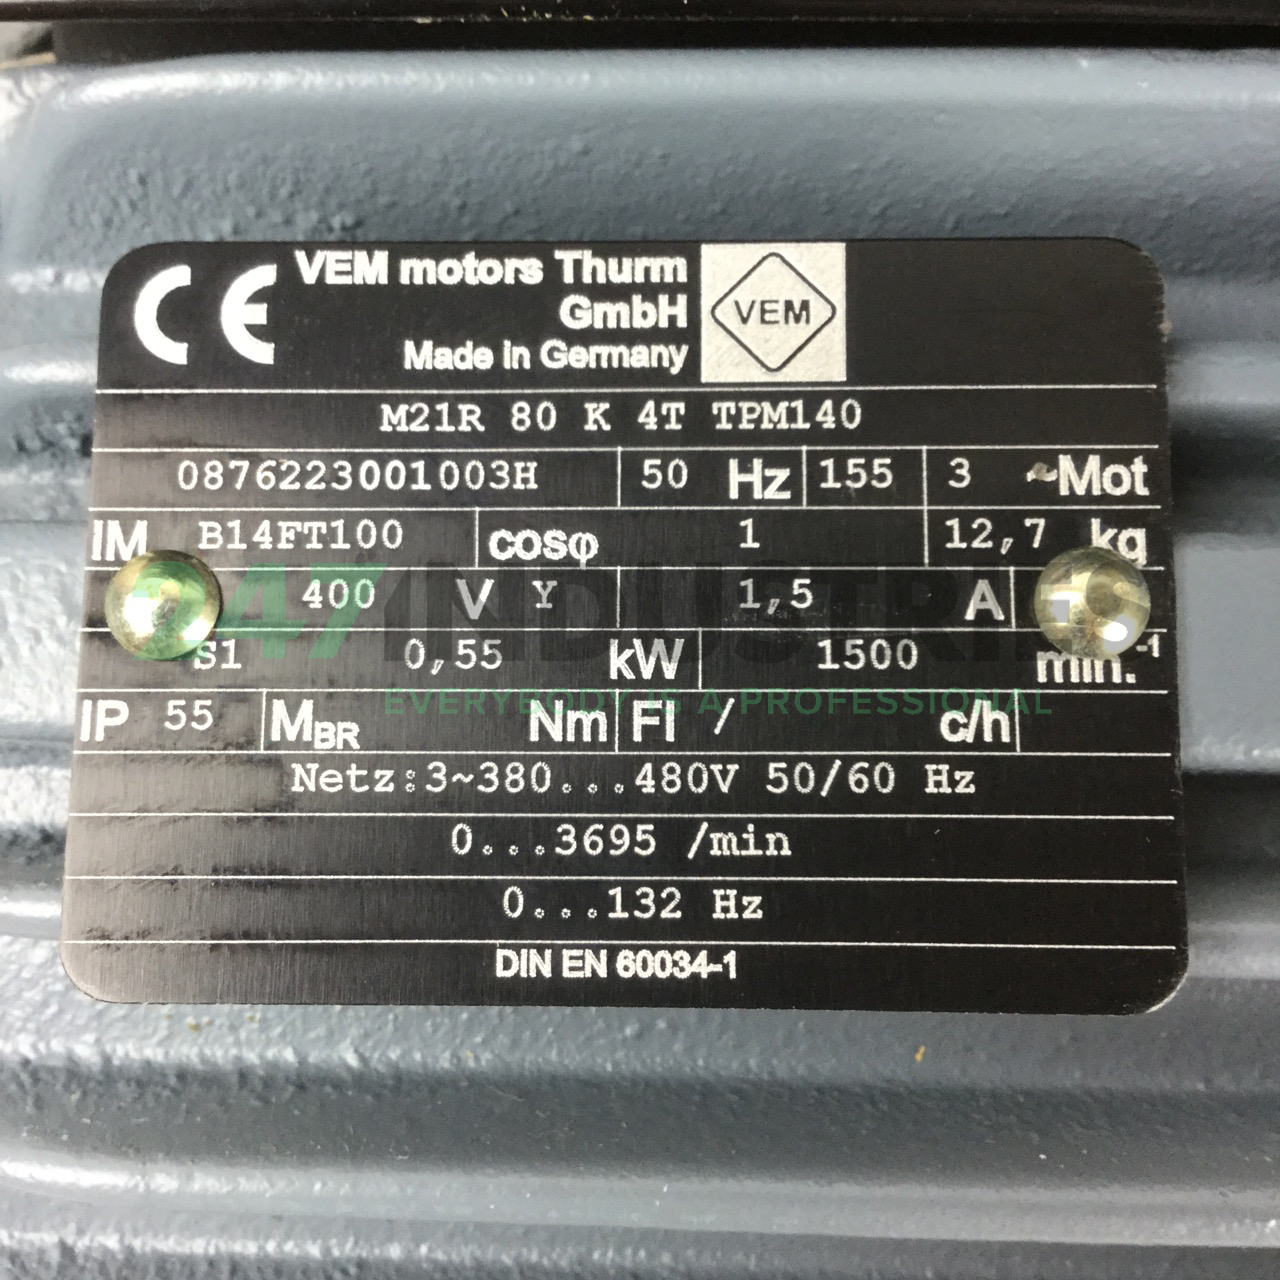 CE VEM motors Thurm
GmbH
Made in Germany
VEM
M21R 80 K 4T TPM140
0876223001003H 50 Hz 155 3 ~Mot
IM B14FT100 cosφ 1 12,7 kg
400 V Y 1,5 A
S1 0,55 kW 1500 min.-1
247INDUSTRIES
EVERYBODY IS A PROFESSIONAL
IP 55 MBR Nm FI / c/h
Netz:3~380...480V 50/60 Hz
0...3695 /min
0...132 Hz
DIN EN 60034-1